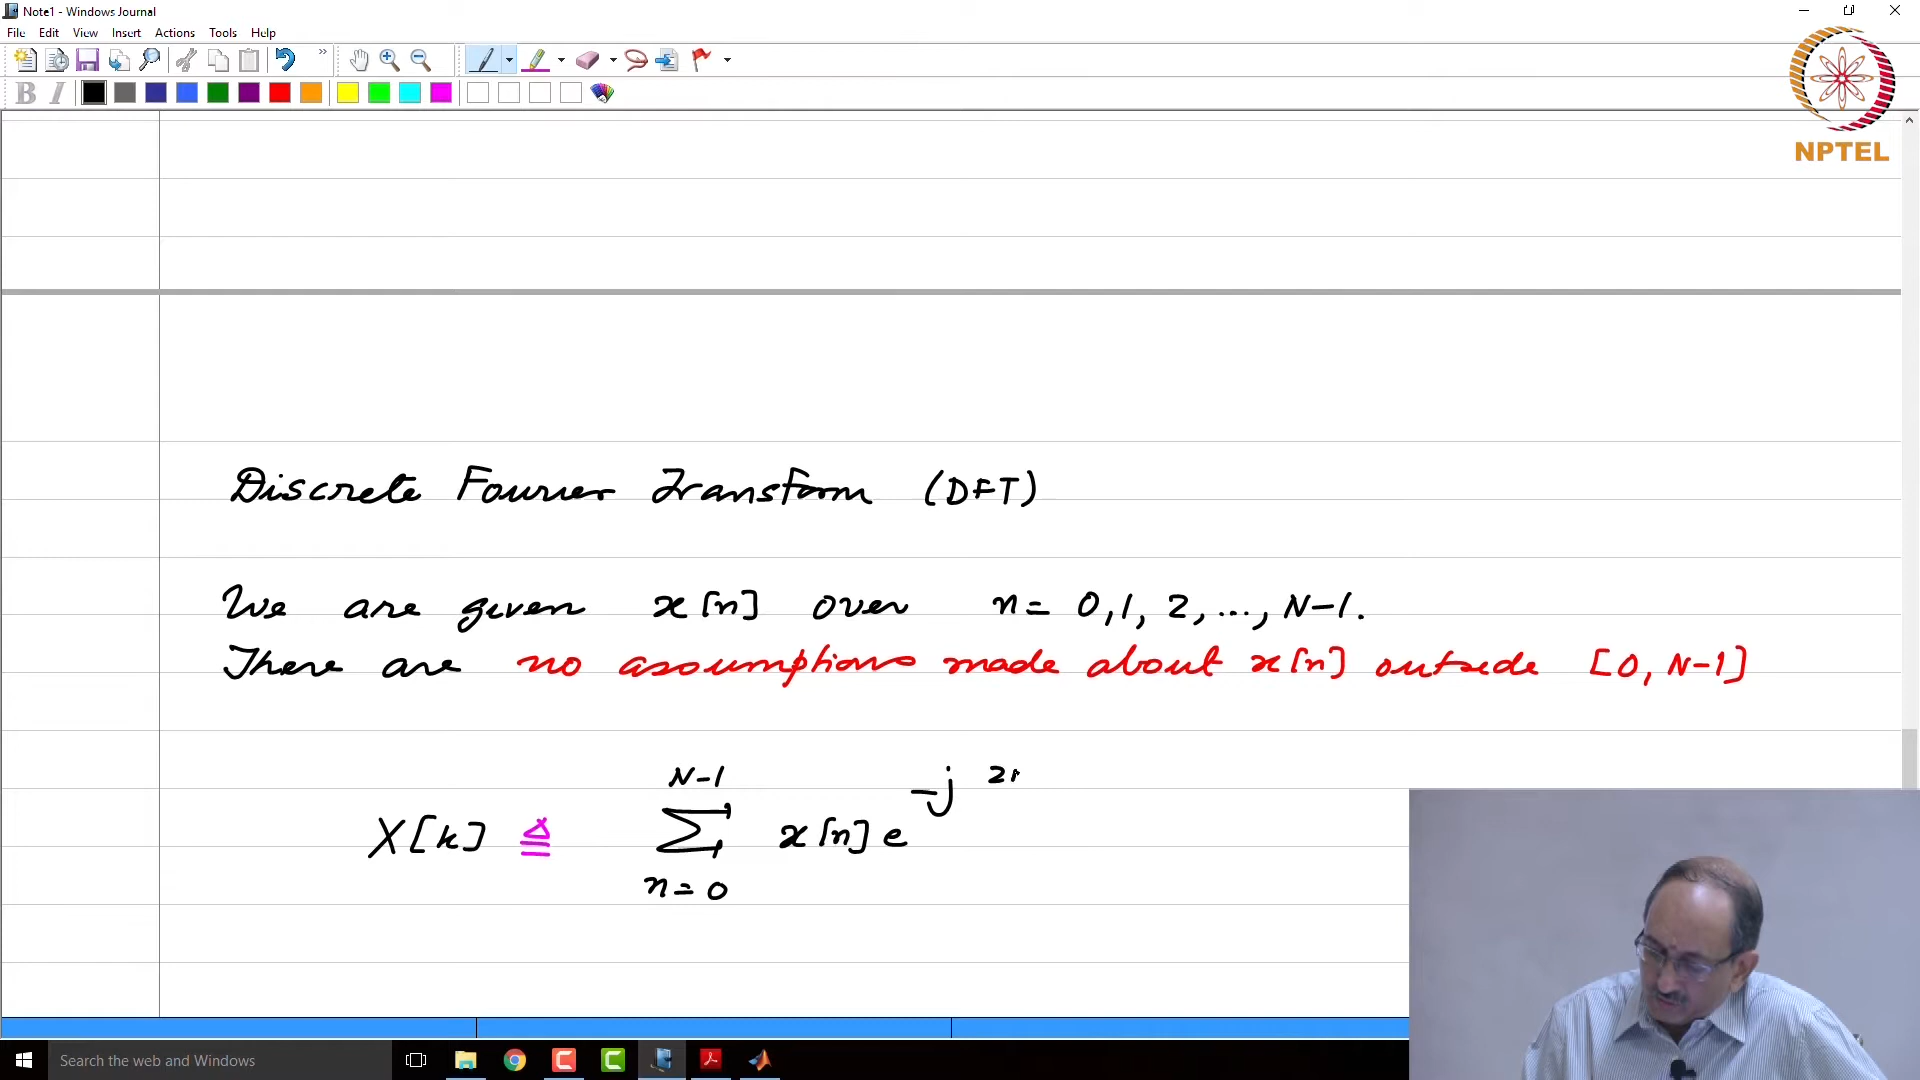 Note1 - Windows Journal
File Edit View Insert Actions Tools Help
B I
NPTEL
Discrete Fourier Transform (DFT)
We are given x[n] over n = 0, 1, 2, ..., N-1.
There are no assumptions made about x[n] outside [0, N-1]
X[k] ≜ ∑ x[n] e -j 2
N-1
n = 0
Search the web and Windows